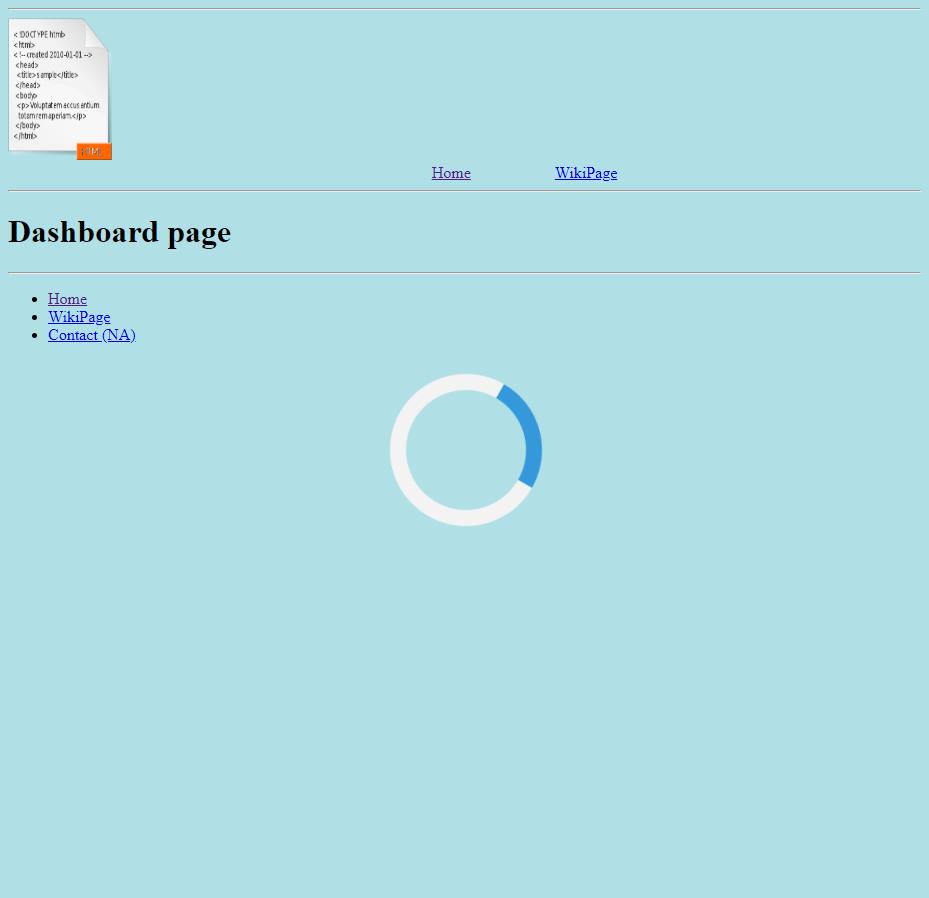 < !DOCTYPE html>
<html>
< !-- created 2010-01-01 -->
<head>
<title>sample</title>
</head>
<body>
<p>Voluptatem accusantium
totam rem aperiam.</p>
</body>
</html>
HTML
Home WikiPage
Dashboard page
Home
WikiPage
Contact (NA)